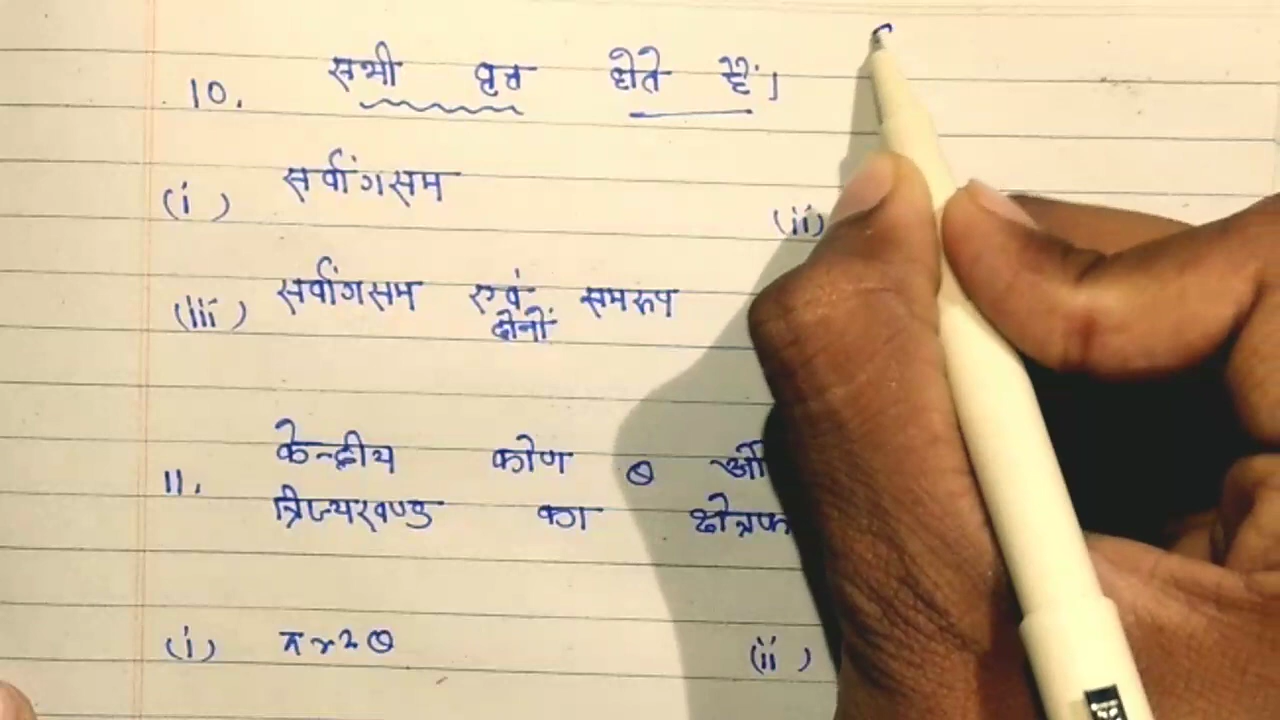 10. सभी वृत होते हैं।
(i) सर्वांगसम (ii)
(iii) सर्वांगसम एवं समरूप
दोनों
11. केन्द्रीय कोण θ
त्रिज्यखण्ड का
(i) πr2θ (ii)